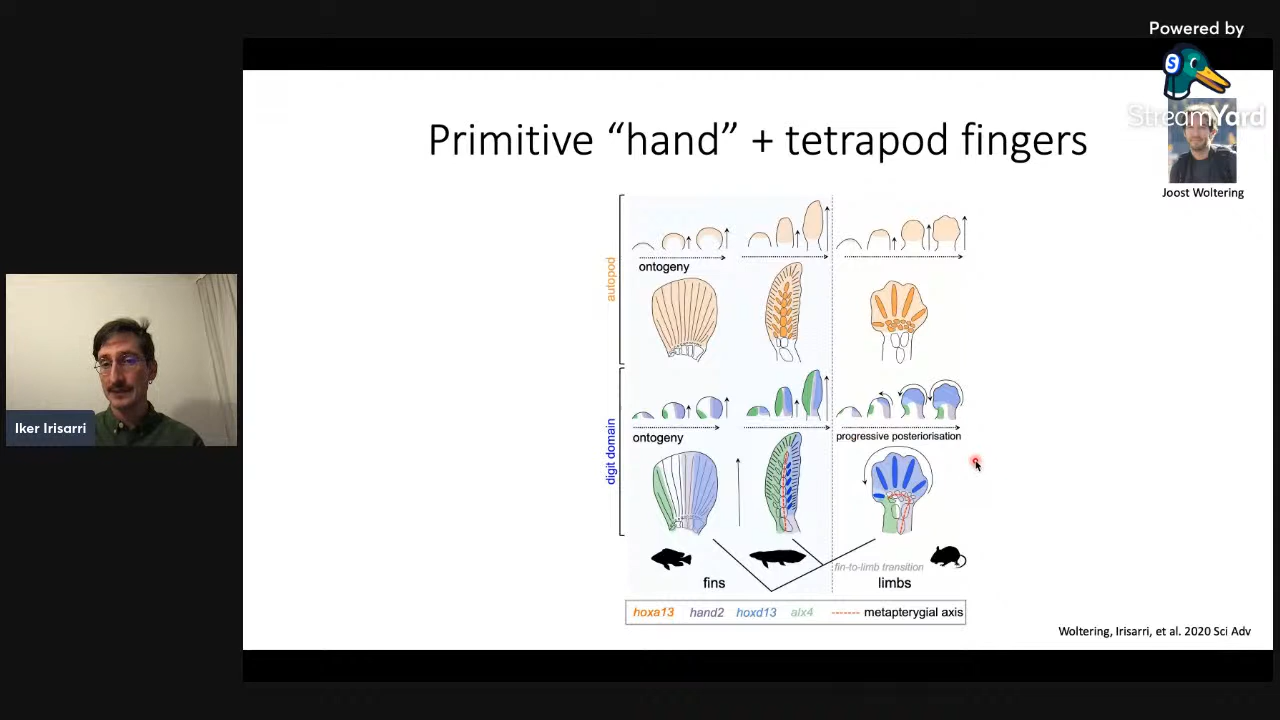 Powered by
StreamYard
Primitive “hand” + tetrapod fingers
Joost Woltering
autopod
ontogeny
digit domain
ontogeny
progressive posteriorisation
fin-to-limb transition
fins
limbs
hoxa13 hand2 hoxd13 alx4 metapterygial axis
Woltering, Irisarri, et al. 2020 Sci Adv
Iker Irisarri